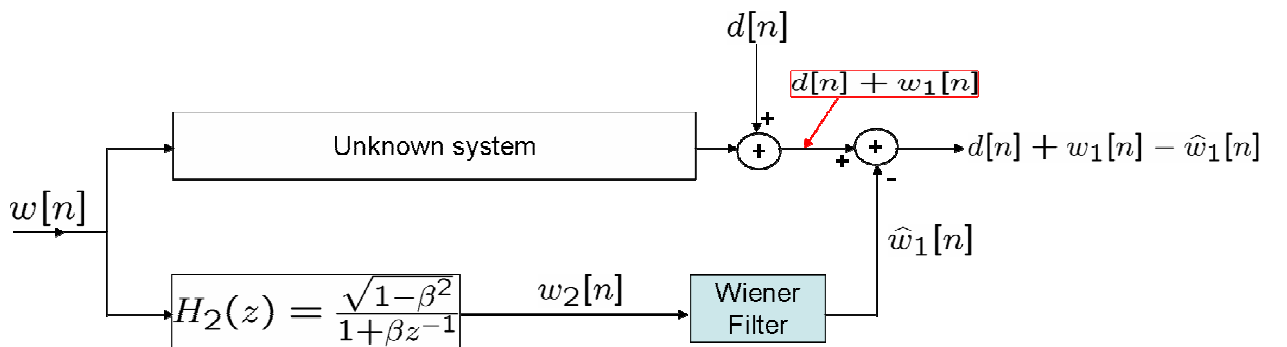 d[n]
d[n] + w₁[n]
+
Unknown system
+
+
+
d[n] + w₁[n] − ŵ₁[n]
-
w[n]
ŵ₁[n]
H₂(z) = √(1−β²) / (1+βz⁻¹)
w₂[n]
Wiener
Filter